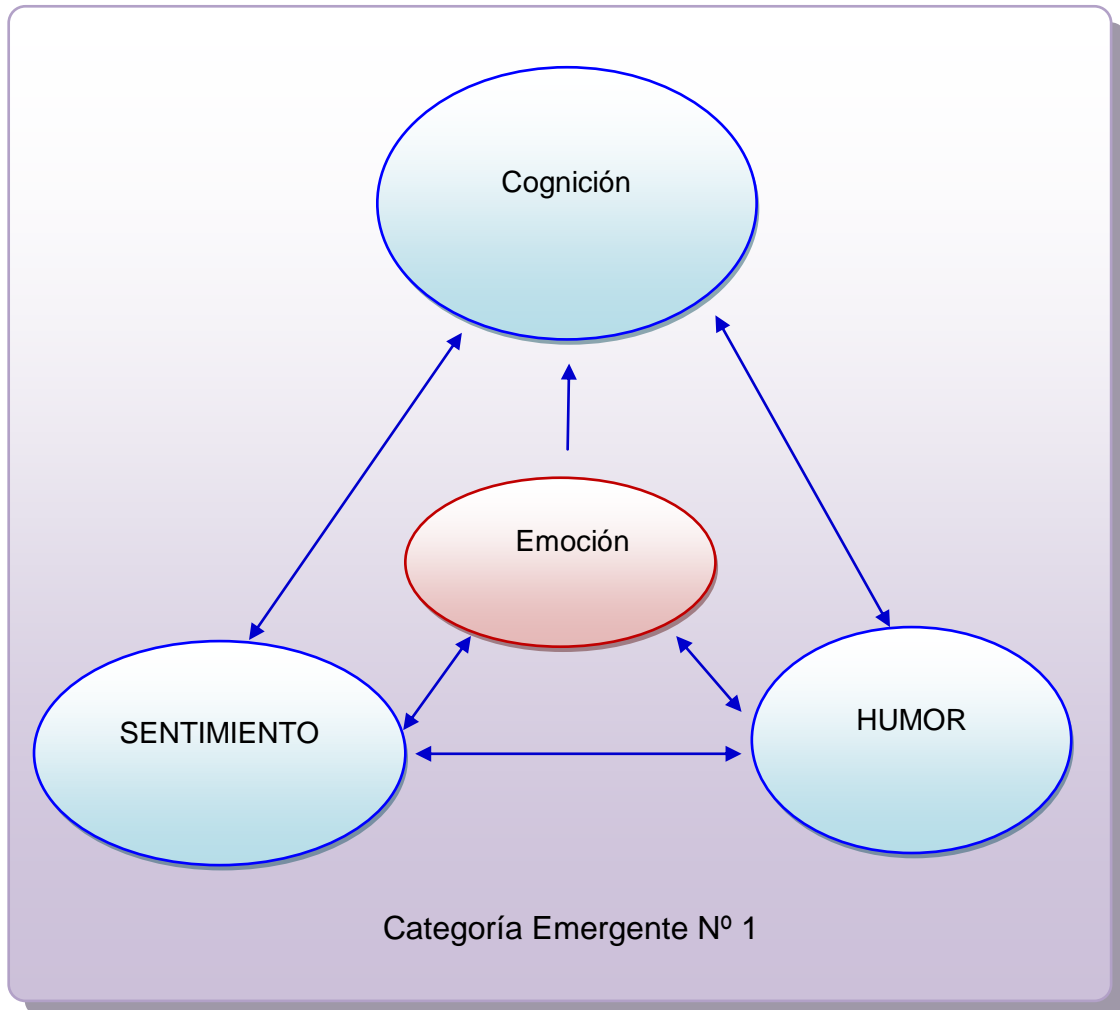 Cognición
Emoción
SENTIMIENTO
HUMOR
Categoría Emergente Nº 1